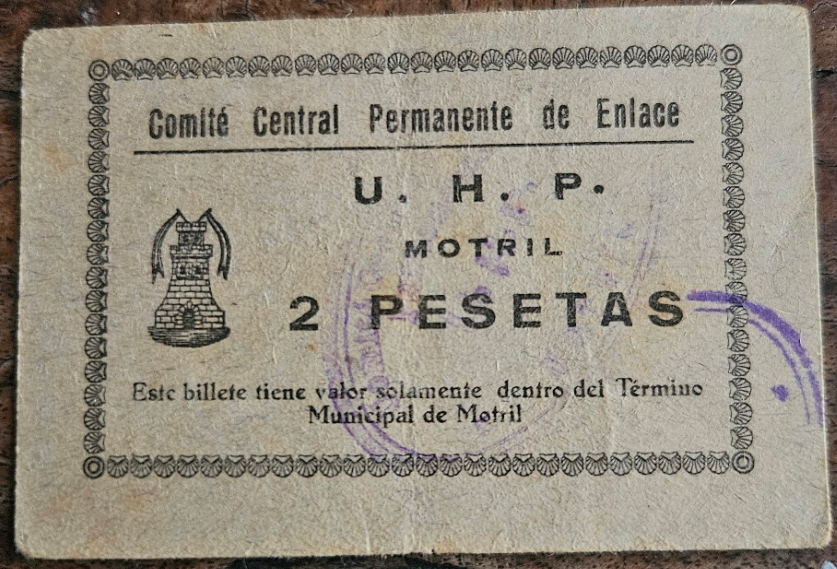 Comité Central Permanente de Enlace
U. H. P.
MOTRIL
2 PESETAS
Este billete tiene valor solamente dentro del Término
Municipal de Motril